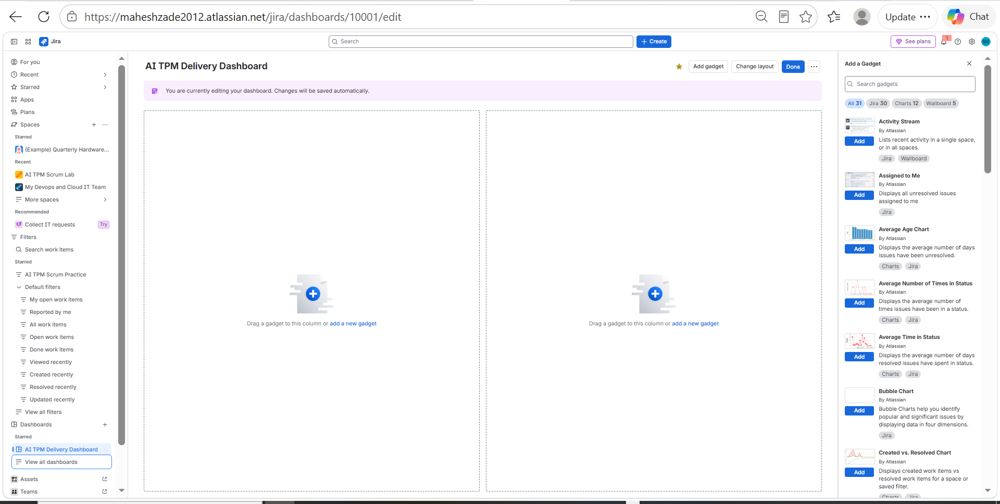 https://maheshzade2012.atlassian.net/jira/dashboards/10001/edit
Update
Chat
Jira
Search
Create
See plans
1
MZ
For you
Recent
Starred
Apps
Plans
Spaces
Starred
(Example) Quarterly Hardware...
Recent
AI TPM Scrum Lab
My Devops and Cloud IT Team
More spaces
Recommended
Collect IT requests
Try
Filters
Search work items
Starred
AI TPM Scrum Practice
Default filters
My open work items
Reported by me
All work items
Open work items
Done work items
Viewed recently
Created recently
Resolved recently
Updated recently
View all filters
Dashboards
Starred
AI TPM Delivery Dashboard
View all dashboards
Assets
Teams
AI TPM Delivery Dashboard
Add gadget
Change layout
Done
You are currently editing your dashboard. Changes will be saved automatically.
Drag a gadget to this column or add a new gadget
Drag a gadget to this column or add a new gadget
Add a Gadget
Search gadgets
All 31
Jira 30
Charts 12
Wallboard 5
Activity Stream
By Atlassian
Add
Lists recent activity in a single space,
or in all spaces.
Jira
Wallboard
Assigned to Me
By Atlassian
Add
Displays all unresolved issues
assigned to me
Jira
Average Age Chart
By Atlassian
Add
Displays the average number of days
issues have been unresolved.
Charts
Jira
Average Number of Times in Status
By Atlassian
Add
Displays the average number of
times issues have been in a status.
Charts
Jira
Average Time in Status
By Atlassian
Add
Displays the average number of days
resolved issues have spent in status.
Charts
Jira
Bubble Chart
By Atlassian
Add
Bubble Charts help you identify
popular and significant issues by
displaying data in four dimensions.
Jira
Created vs. Resolved Chart
By Atlassian
Add
Displays created work items vs
resolved work items for a space or
saved filter.
Charts
Jira